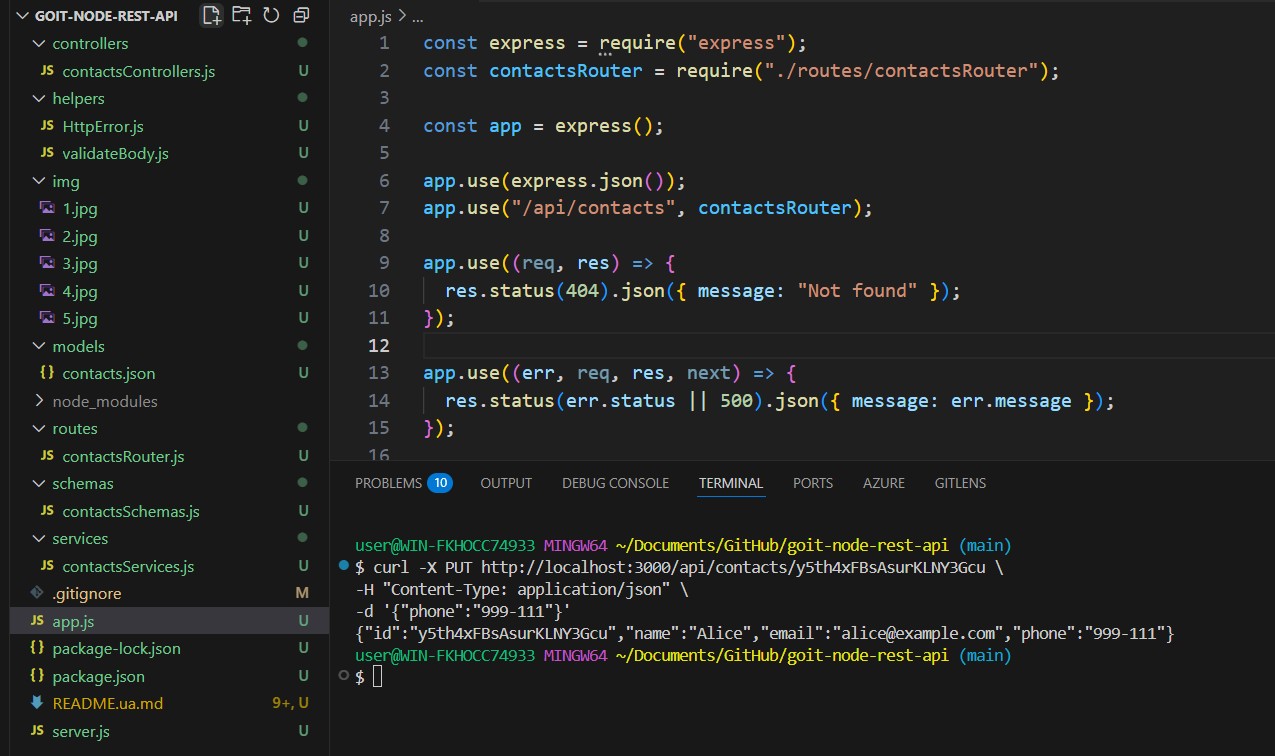 GOIT-NODE-REST-API
controllers
JS contactsControllers.js U
helpers
JS HttpError.js U
JS validateBody.js U
img
1.jpg U
2.jpg U
3.jpg U
4.jpg U
5.jpg U
models
{} contacts.json U
node_modules
routes
JS contactsRouter.js U
schemas
JS contactsSchemas.js U
services
JS contactsServices.js U
.gitignore M
JS app.js U
{} package-lock.json U
{} package.json U
README.ua.md 9+, U
JS server.js U
app.js > ...
1 const express = require("express");
2 const contactsRouter = require("./routes/contactsRouter");
3
4 const app = express();
5
6 app.use(express.json());
7 app.use("/api/contacts", contactsRouter);
8
9 app.use((req, res) => {
10 res.status(404).json({ message: "Not found" });
11 });
12
13 app.use((err, req, res, next) => {
14 res.status(err.status || 500).json({ message: err.message });
15 });
16
PROBLEMS 10 OUTPUT DEBUG CONSOLE TERMINAL PORTS AZURE GITLENS
user@WIN-FKHOCC74933 MINGW64 ~/Documents/GitHub/goit-node-rest-api (main)
$ curl -X PUT http://localhost:3000/api/contacts/y5th4xFBsAsurKLNY3Gcu \
-H "Content-Type: application/json" \
-d '{"phone":"999-111"}'
{"id":"y5th4xFBsAsurKLNY3Gcu","name":"Alice","email":"alice@example.com","phone":"999-111"}
user@WIN-FKHOCC74933 MINGW64 ~/Documents/GitHub/goit-node-rest-api (main)
$